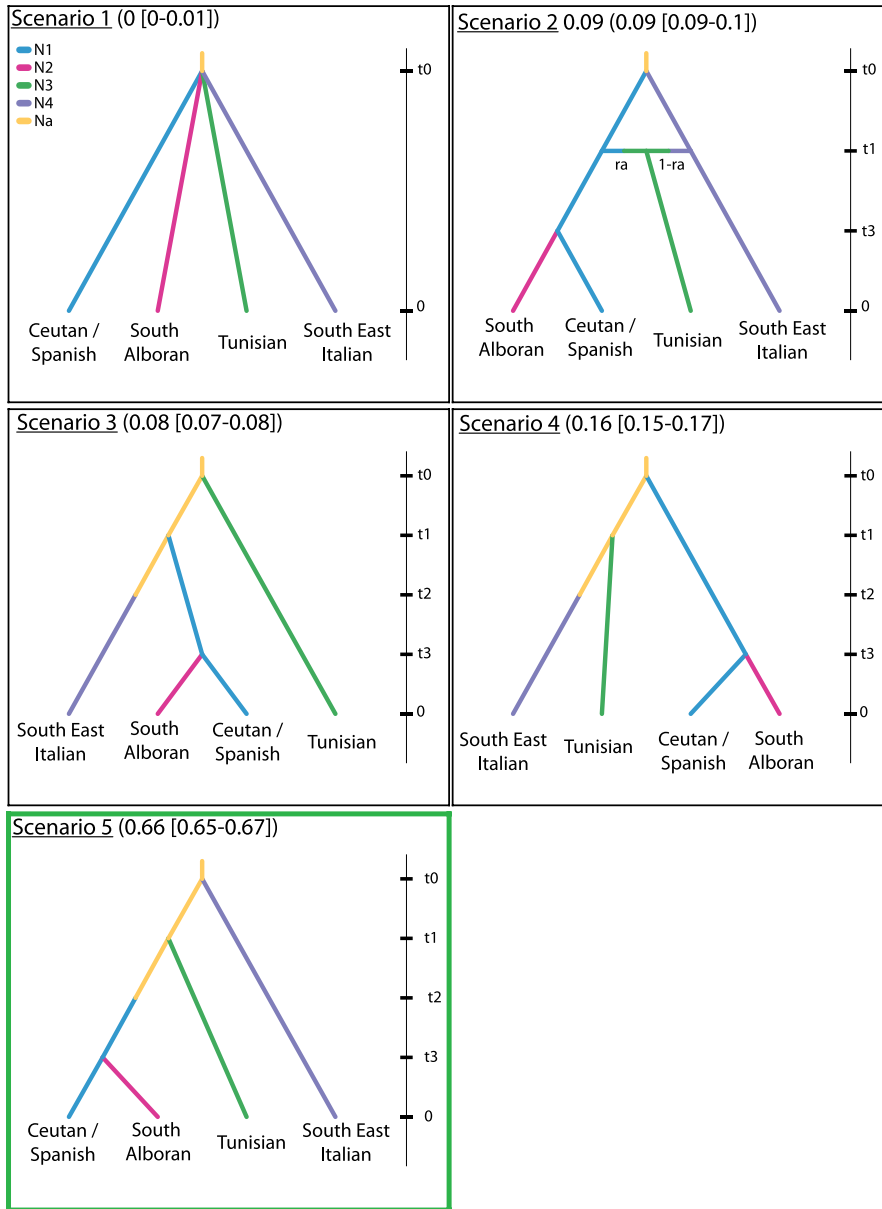 Scenario 1 (0 [0-0.01])
N1
N2
N3
N4
Na
t0
0
Ceutan /
Spanish
South
Alboran
Tunisian
South East
Italian
Scenario 2 0.09 (0.09 [0.09-0.1])
t0
t1
ra
1-ra
t3
0
South
Alboran
Ceutan /
Spanish
Tunisian
South East
Italian
Scenario 3 (0.08 [0.07-0.08])
t0
t1
t2
t3
0
South East
Italian
South
Alboran
Ceutan /
Spanish
Tunisian
Scenario 4 (0.16 [0.15-0.17])
t0
t1
t2
t3
0
South East
Italian
Tunisian
Ceutan /
Spanish
South
Alboran
Scenario 5 (0.66 [0.65-0.67])
t0
t1
t2
t3
0
Ceutan /
Spanish
South
Alboran
Tunisian
South East
Italian